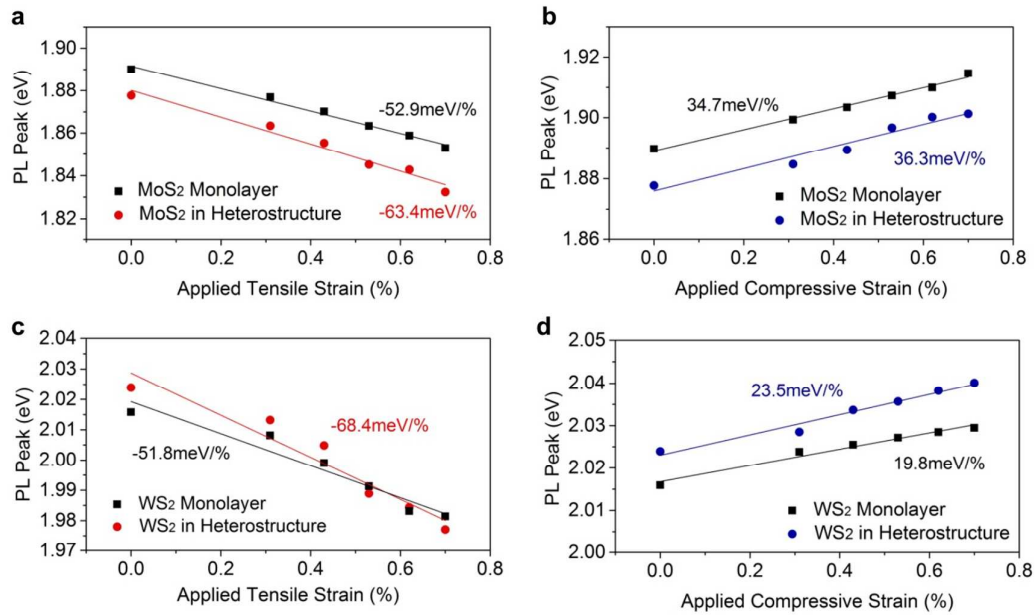 a
PL Peak (eV)
1.90
1.88
1.86
1.84
1.82
-52.9meV/%
MoS2 Monolayer
MoS2 in Heterostructure
-63.4meV/%
0.0 0.2 0.4 0.6 0.8
Applied Tensile Strain (%)
b
PL Peak (eV)
1.92
1.90
1.88
1.86
34.7meV/%
36.3meV/%
MoS2 Monolayer
MoS2 in Heterostructure
0.0 0.2 0.4 0.6 0.8
Applied Compressive Strain (%)
c
PL Peak (eV)
2.04
2.03
2.02
2.01
2.00
1.99
1.98
1.97
-68.4meV/%
-51.8meV/%
WS2 Monolayer
WS2 in Heterostructure
0.0 0.2 0.4 0.6 0.8
Applied Tensile Strain (%)
d
PL Peak (eV)
2.05
2.04
2.03
2.02
2.01
2.00
23.5meV/%
19.8meV/%
WS2 Monolayer
WS2 in Heterostructure
0.0 0.2 0.4 0.6 0.8
Applied Compressive Strain (%)